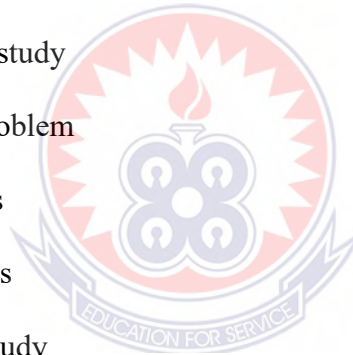 study
oblem
s
s
EDUCATION FOR SERVICE
udy